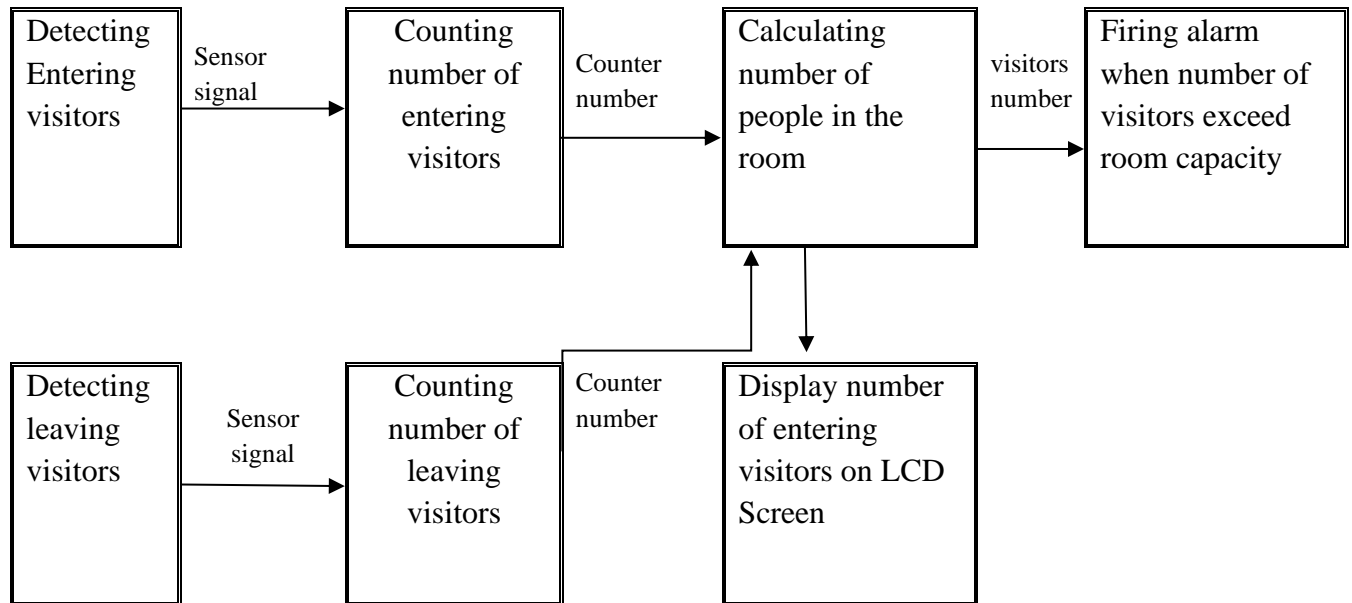 Detecting
Entering
visitors
Sensor
signal
Counting
number of
entering
visitors
Counter
number
Calculating
number of
people in the
room
visitors
number
Firing alarm
when number of
visitors exceed
room capacity
Detecting
leaving
visitors
Sensor
signal
Counting
number of
leaving
visitors
Counter
number
Display number
of entering
visitors on LCD
Screen